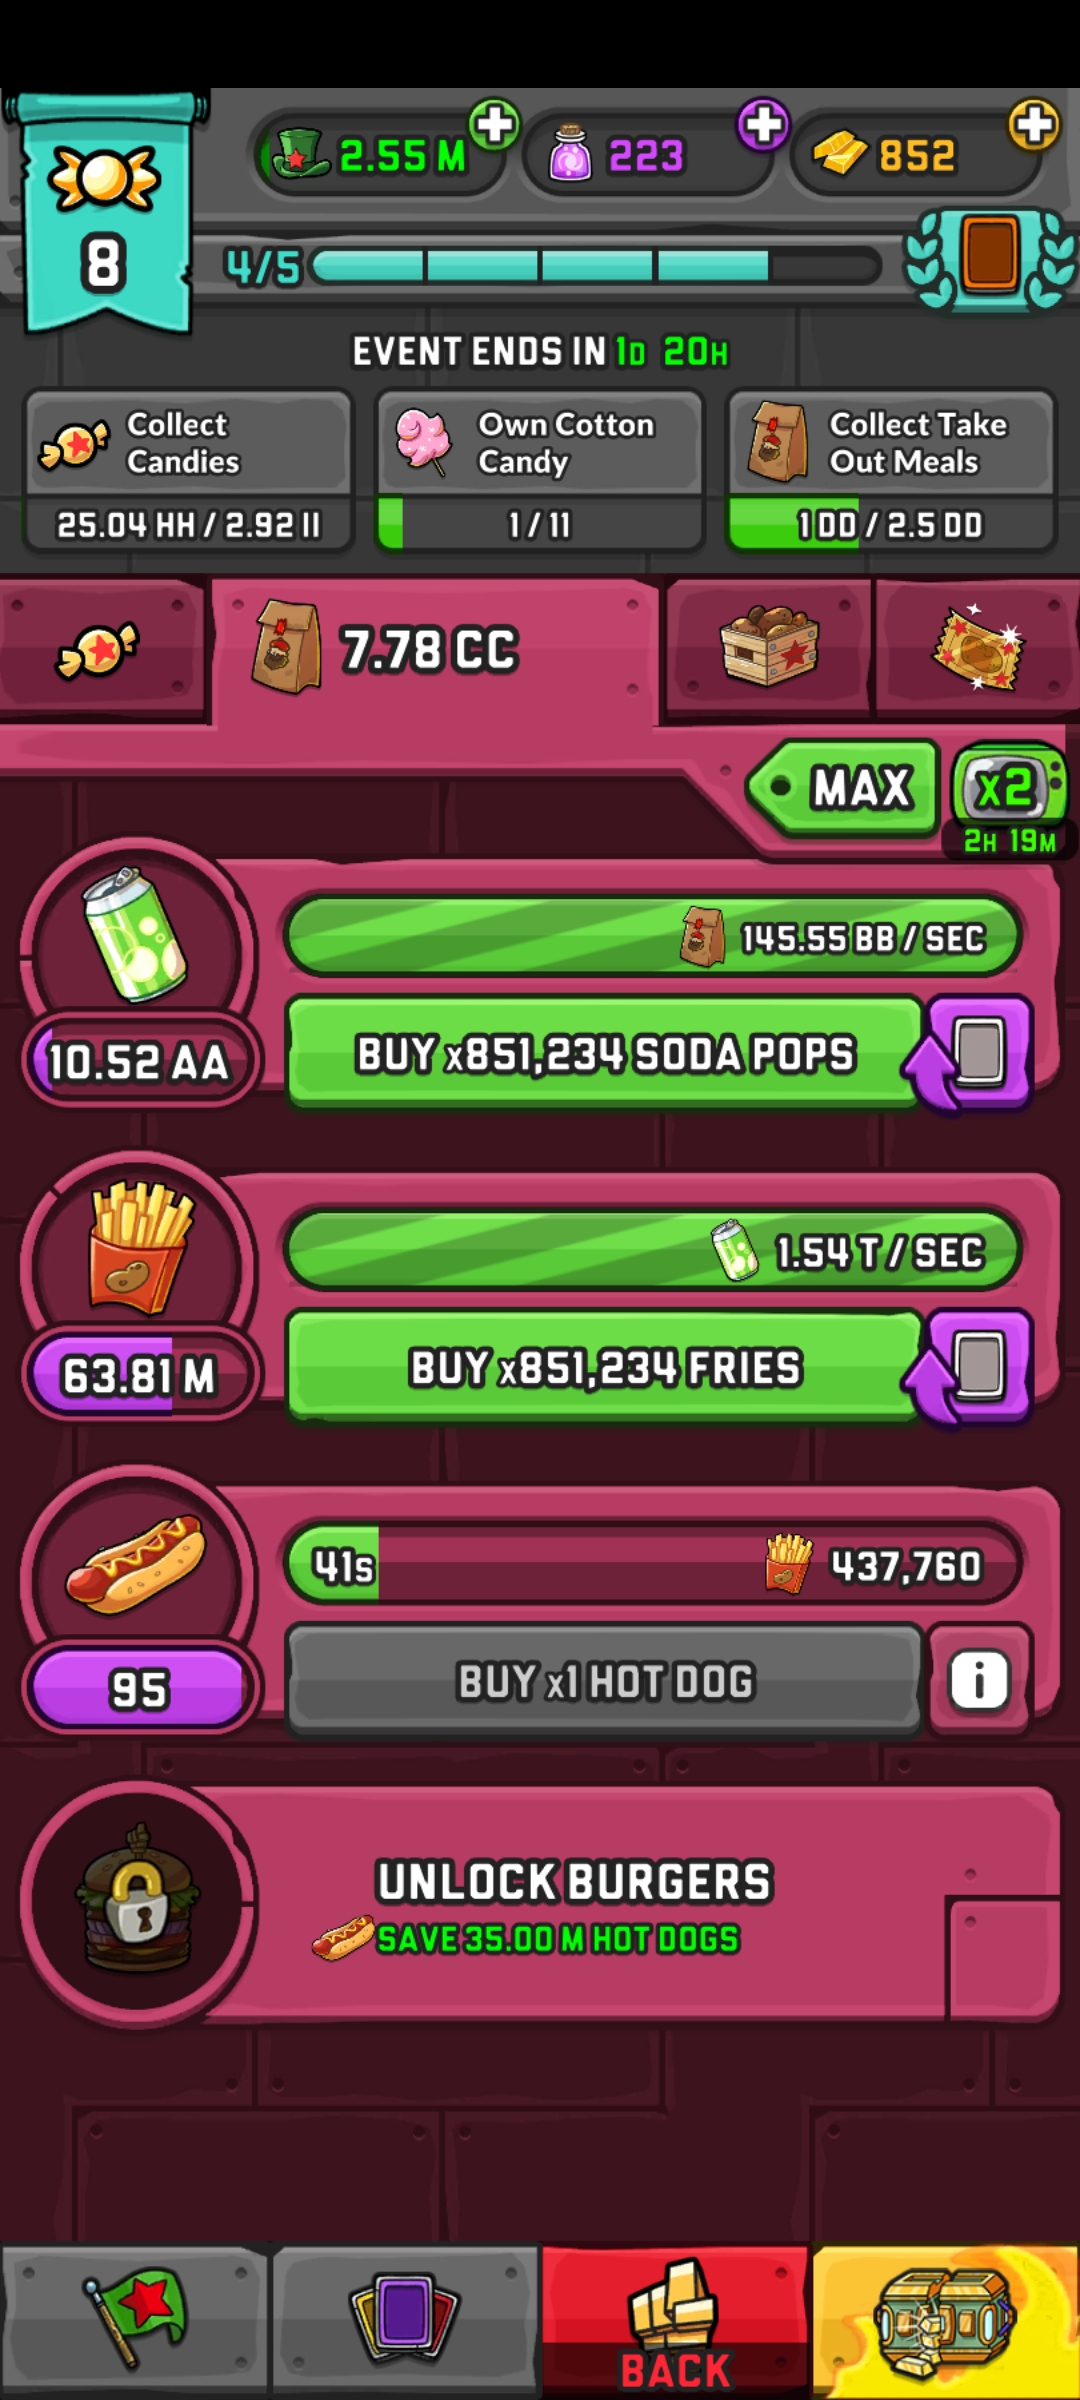 2.55 M
223
852
8
4/5
EVENT ENDS IN 1D 20H
Collect
Candies
25.04 HH / 2.92 II
Own Cotton
Candy
1 / 11
Collect Take
Out Meals
1 DD / 2.5 DD
7.78 CC
MAX
x2
2H 19M
145.55 BB / SEC
10.52 AA
BUY x851,234 SODA POPS
1.54 T / SEC
63.81 M
BUY x851,234 FRIES
41s
437,760
95
BUY x1 HOT DOG
i
UNLOCK BURGERS
SAVE 35.00 M HOT DOGS
BACK